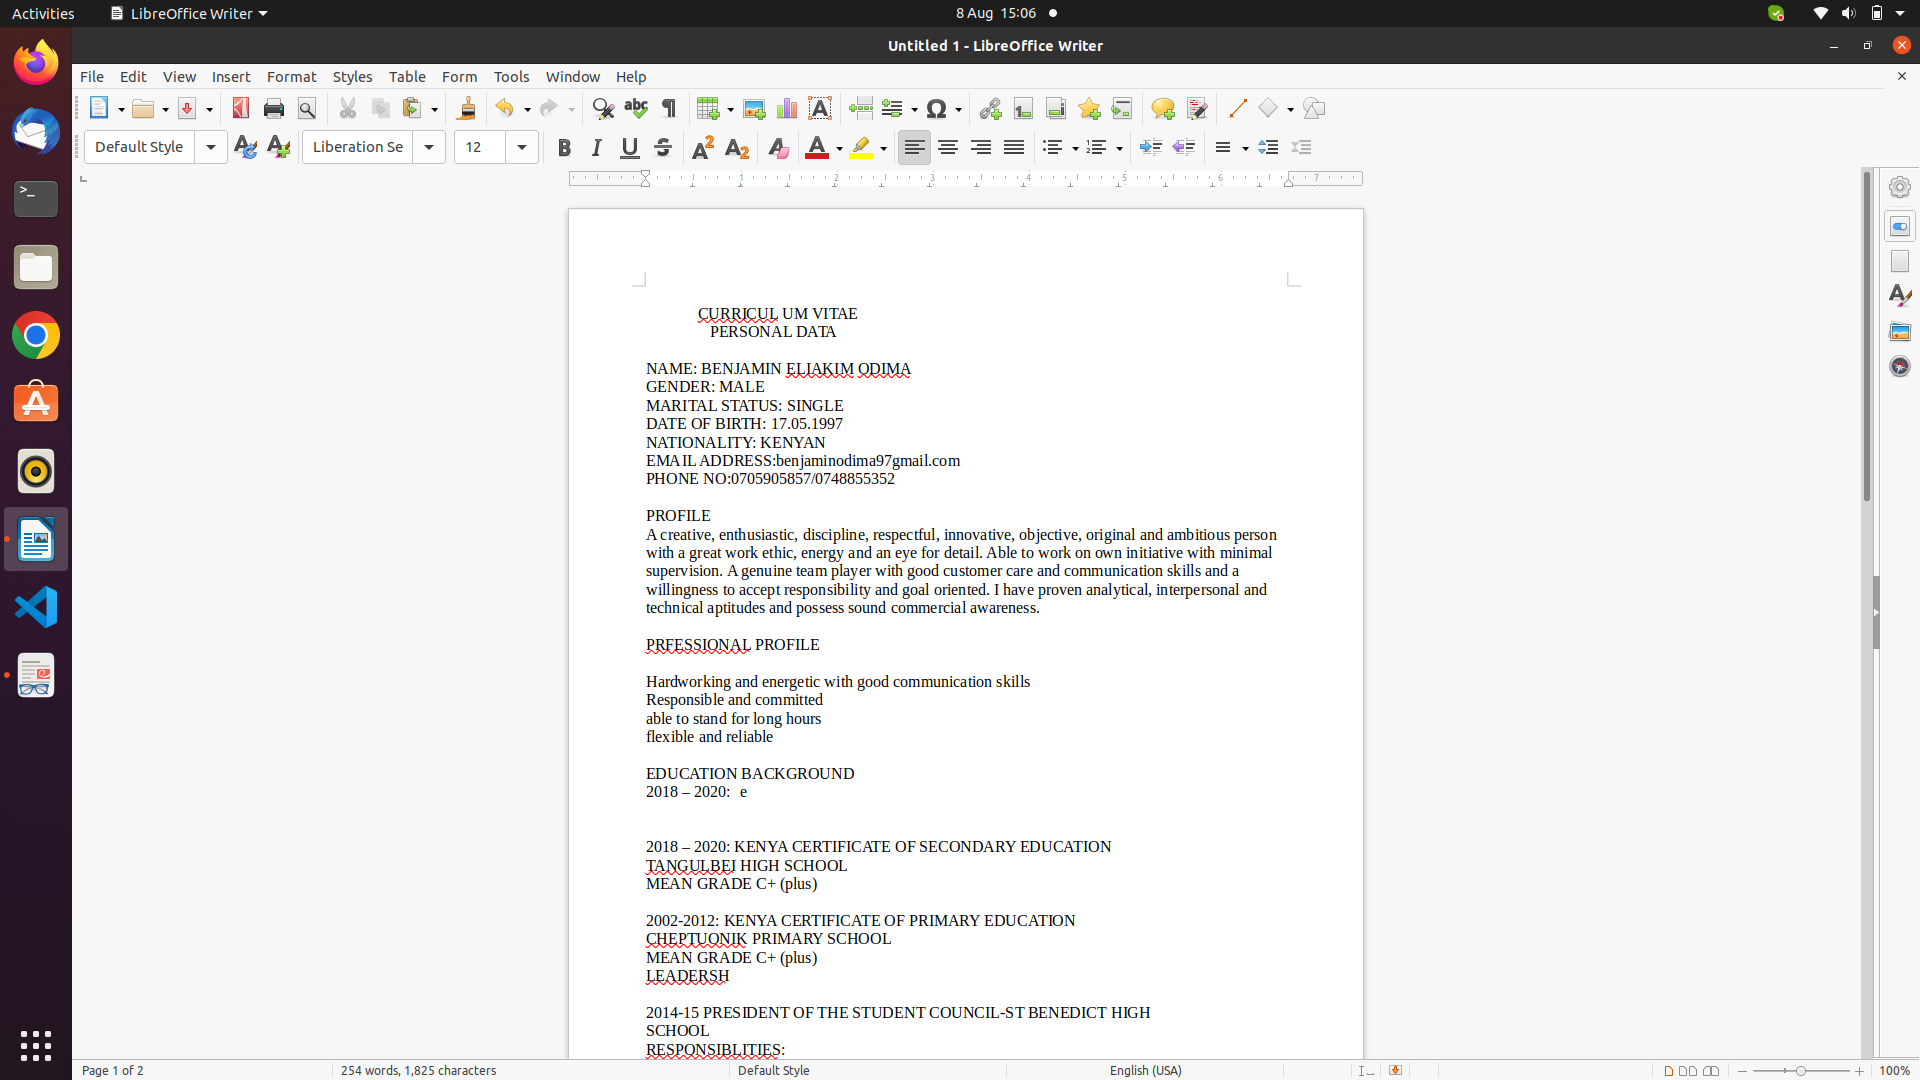 Activities LibreOffice Writer 8 Aug 15:06
Untitled 1 - LibreOffice Writer
File Edit View Insert Format Styles Table Form Tools Window Help
Default Style Liberation Se 12
1 2 3 4 5 6 7
CURRICUL UM VITAE
PERSONAL DATA
NAME: BENJAMIN ELIAKIM ODIMA
GENDER: MALE
MARITAL STATUS: SINGLE
DATE OF BIRTH: 17.05.1997
NATIONALITY: KENYAN
EMAIL ADDRESS:benjaminodima97gmail.com
PHONE NO:0705905857/0748855352
PROFILE
A creative, enthusiastic, discipline, respectful, innovative, objective, original and ambitious person
with a great work ethic, energy and an eye for detail. Able to work on own initiative with minimal
supervision. A genuine team player with good customer care and communication skills and a
willingness to accept responsibility and goal oriented. I have proven analytical, interpersonal and
technical aptitudes and possess sound commercial awareness.
PRFESSIONAL PROFILE
Hardworking and energetic with good communication skills
Responsible and committed
able to stand for long hours
flexible and reliable
EDUCATION BACKGROUND
2018 – 2020: e
2018 – 2020: KENYA CERTIFICATE OF SECONDARY EDUCATION
TANGULBEI HIGH SCHOOL
MEAN GRADE C+ (plus)
2002-2012: KENYA CERTIFICATE OF PRIMARY EDUCATION
CHEPTUONIK PRIMARY SCHOOL
MEAN GRADE C+ (plus)
LEADERSH
2014-15 PRESIDENT OF THE STUDENT COUNCIL-ST BENEDICT HIGH
SCHOOL
RESPONSIBLITIES:
Page 1 of 2 254 words, 1,825 characters Default Style English (USA) 100%